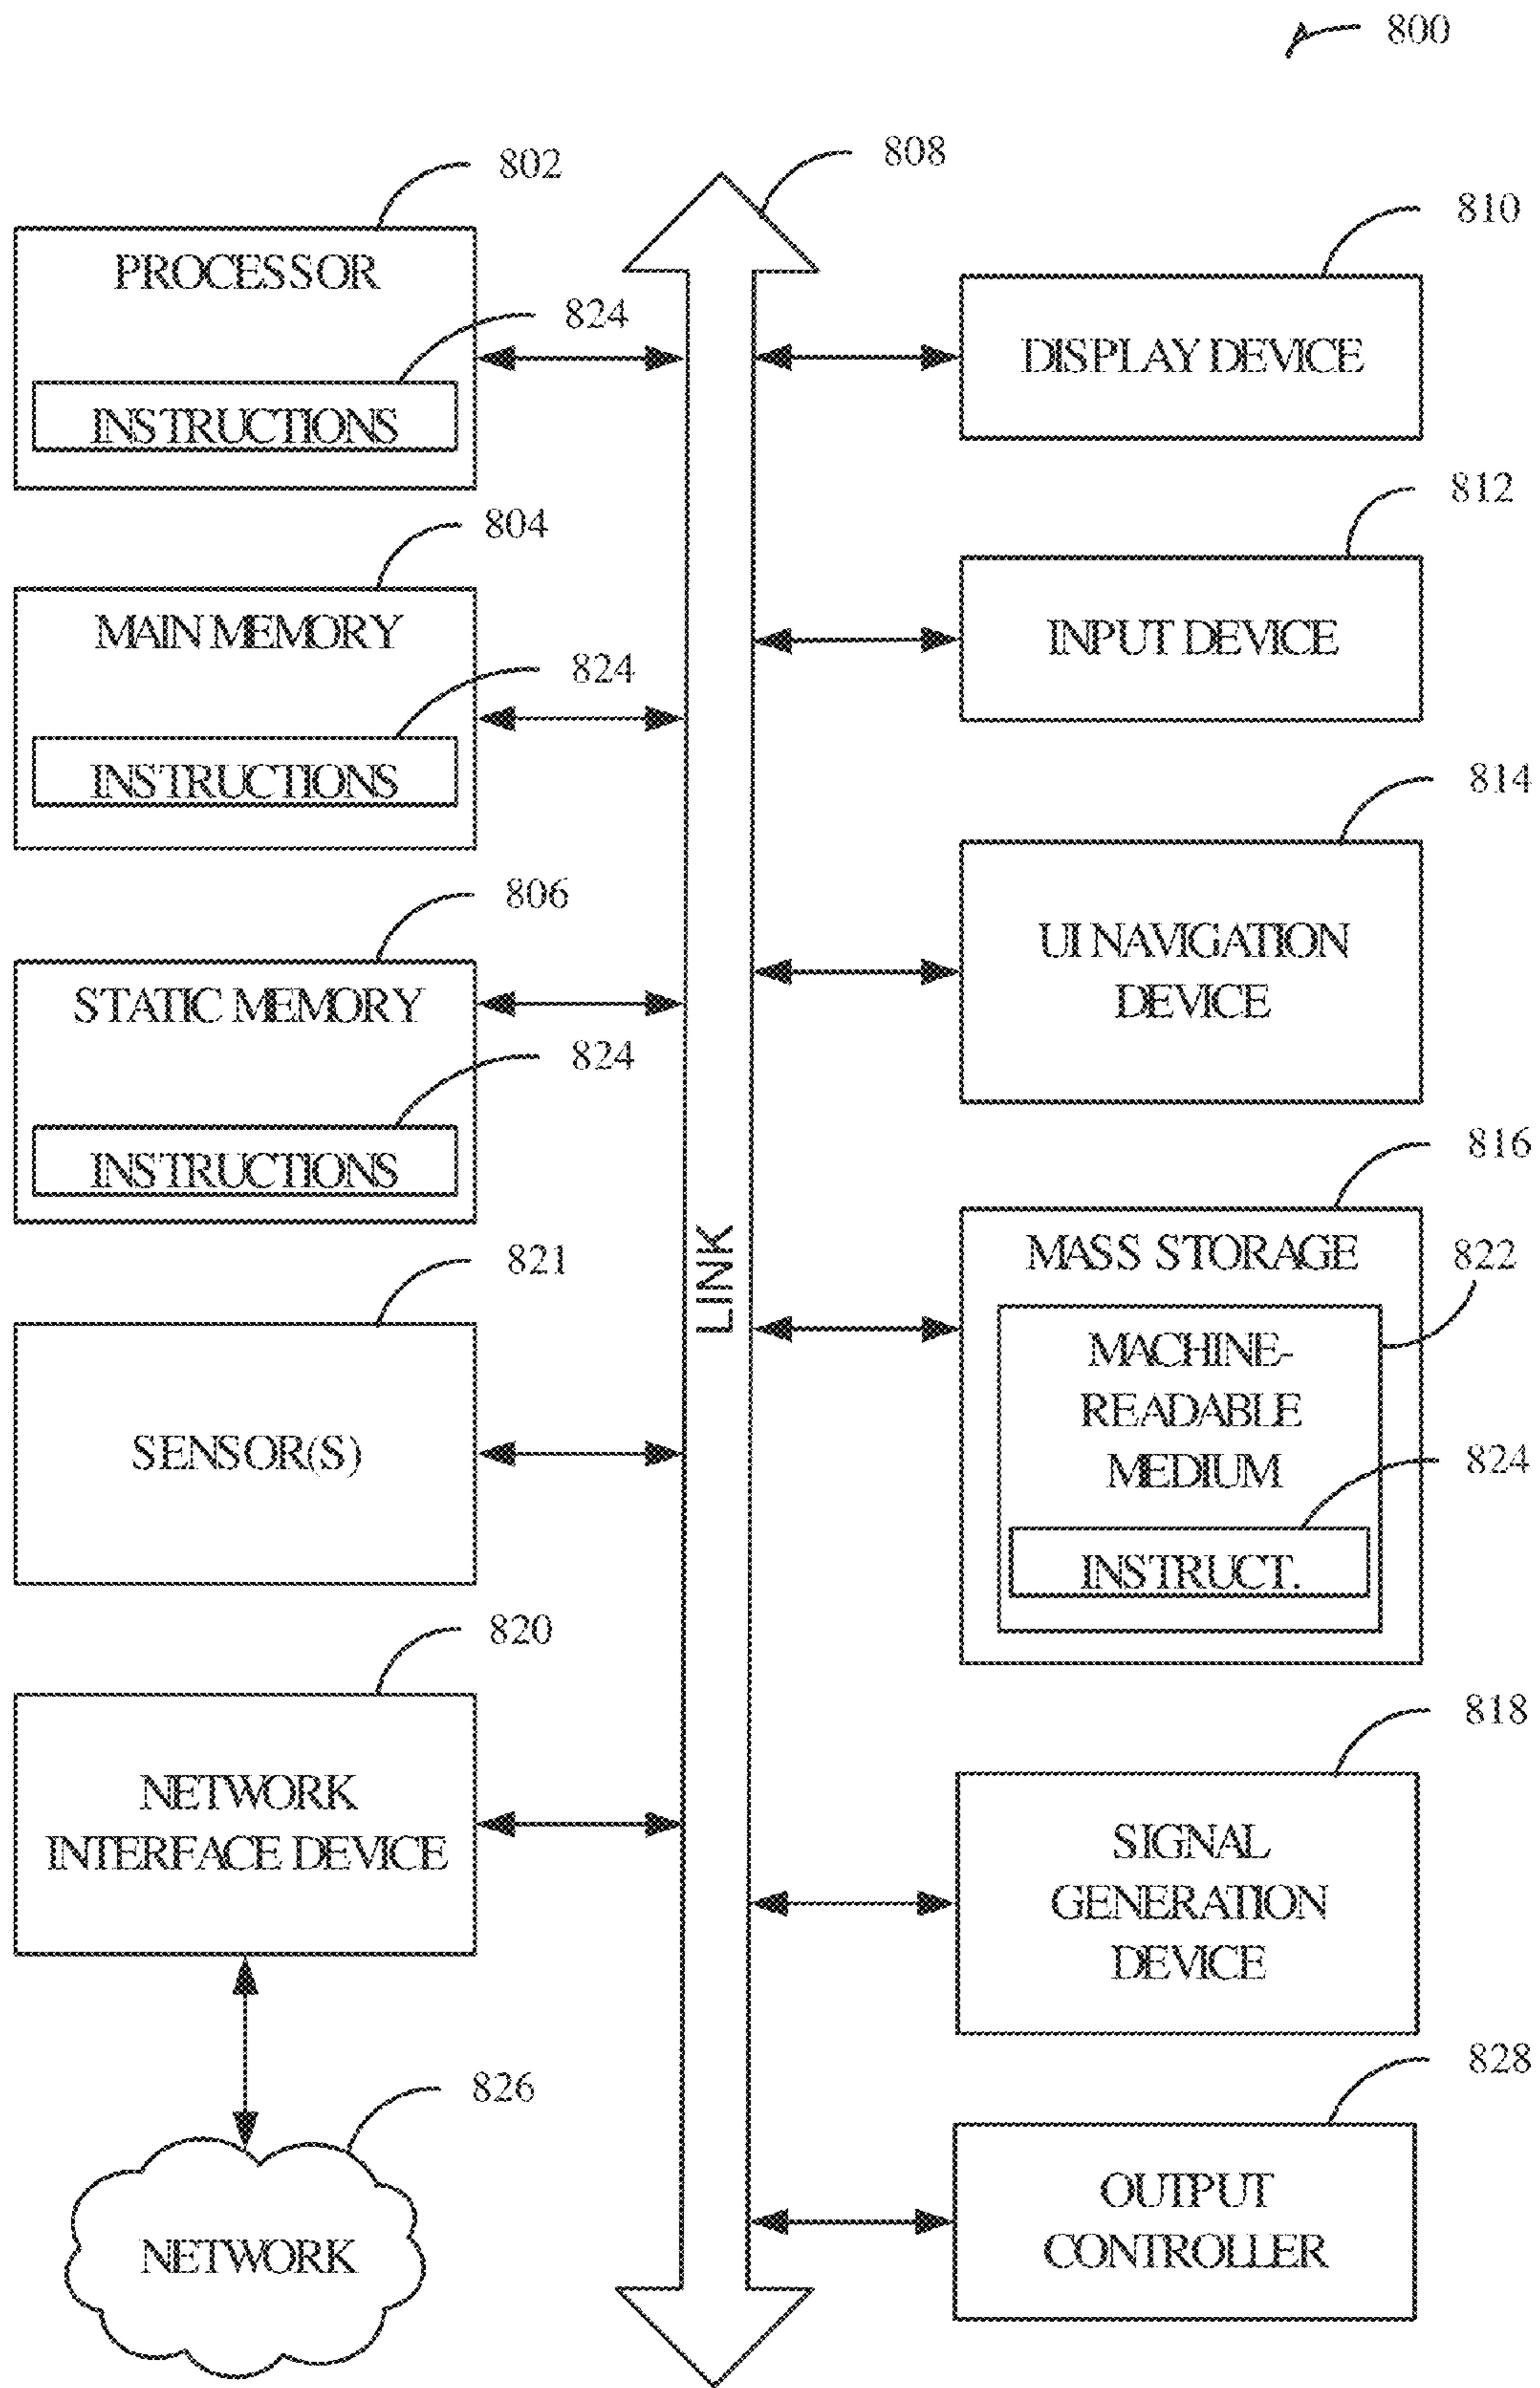 800
802
808
810
PROCESSOR
824
INSTRUCTIONS
DISPLAY DEVICE
804
812
MAIN MEMORY
824
INSTRUCTIONS
INPUT DEVICE
806
814
STATIC MEMORY
824
INSTRUCTIONS
UI NAVIGATION
DEVICE
LINK
821
816
SENSOR(S)
MASS STORAGE
822
MACHINE-
READABLE
MEDIUM
824
INSTRUCT.
820
818
NETWORK
INTERFACE DEVICE
SIGNAL
GENERATION
DEVICE
826
828
NETWORK
OUTPUT
CONTROLLER